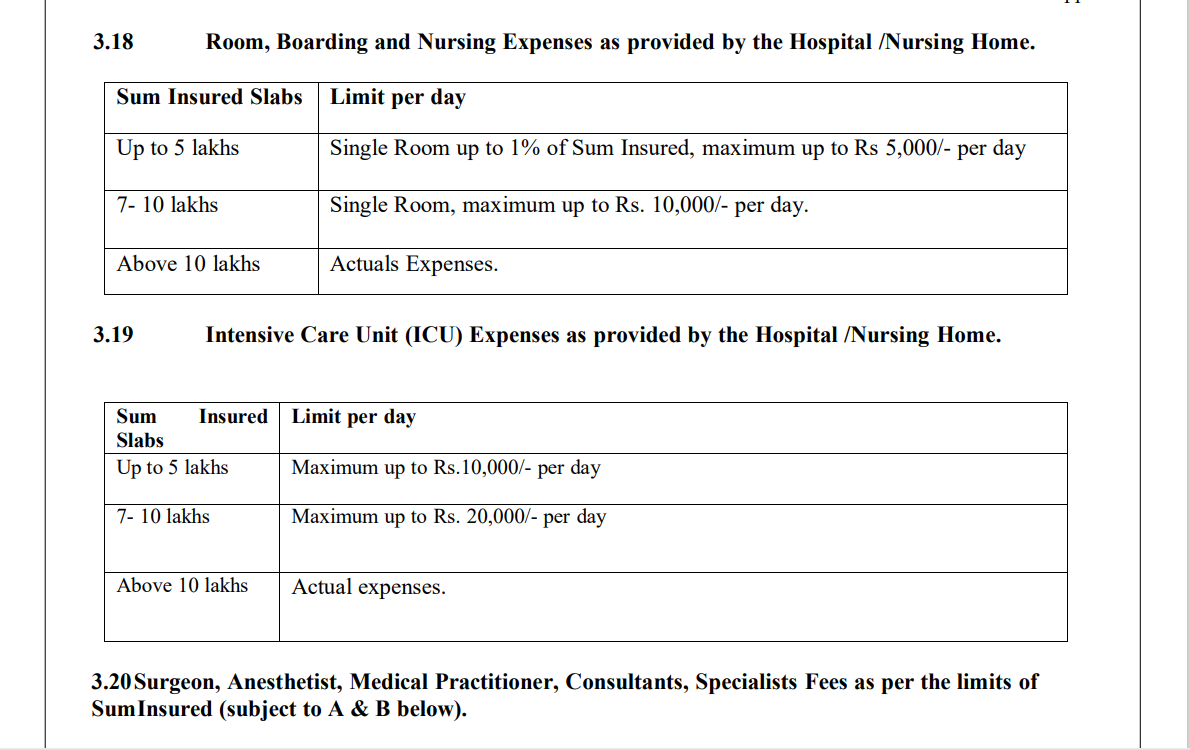 3.18 Room, Boarding and Nursing Expenses as provided by the Hospital /Nursing Home.
Sum Insured Slabs Limit per day
Up to 5 lakhs Single Room up to 1% of Sum Insured, maximum up to Rs 5,000/- per day
7- 10 lakhs Single Room, maximum up to Rs. 10,000/- per day.
Above 10 lakhs Actuals Expenses.
3.19 Intensive Care Unit (ICU) Expenses as provided by the Hospital /Nursing Home.
Sum Insured Limit per day
Slabs
Up to 5 lakhs Maximum up to Rs.10,000/- per day
7- 10 lakhs Maximum up to Rs. 20,000/- per day
Above 10 lakhs Actual expenses.
3.20 Surgeon, Anesthetist, Medical Practitioner, Consultants, Specialists Fees as per the limits of
SumInsured (subject to A & B below).